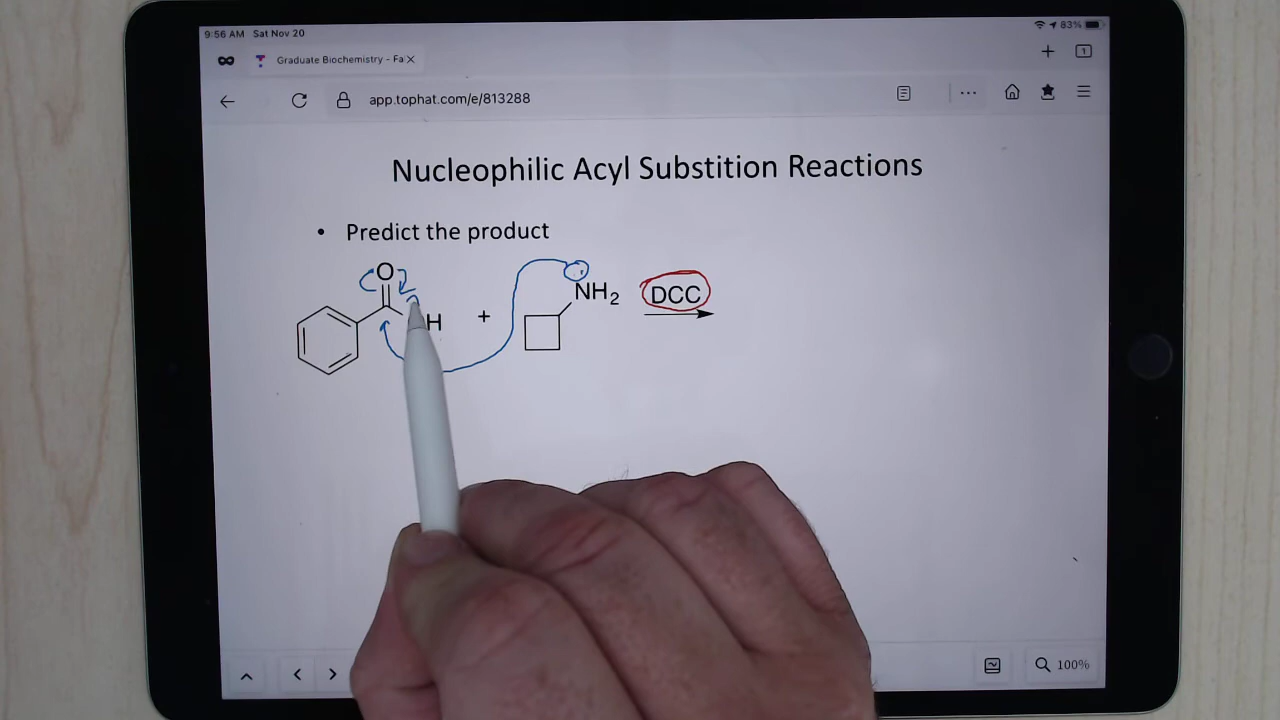 9:56 AM Sat Nov 20
83%
Graduate Biochemistry - Fa
1
app.tophat.com/e/813288
Nucleophilic Acyl Substition Reactions
• Predict the product
O
NH2
DCC
H
+
100%